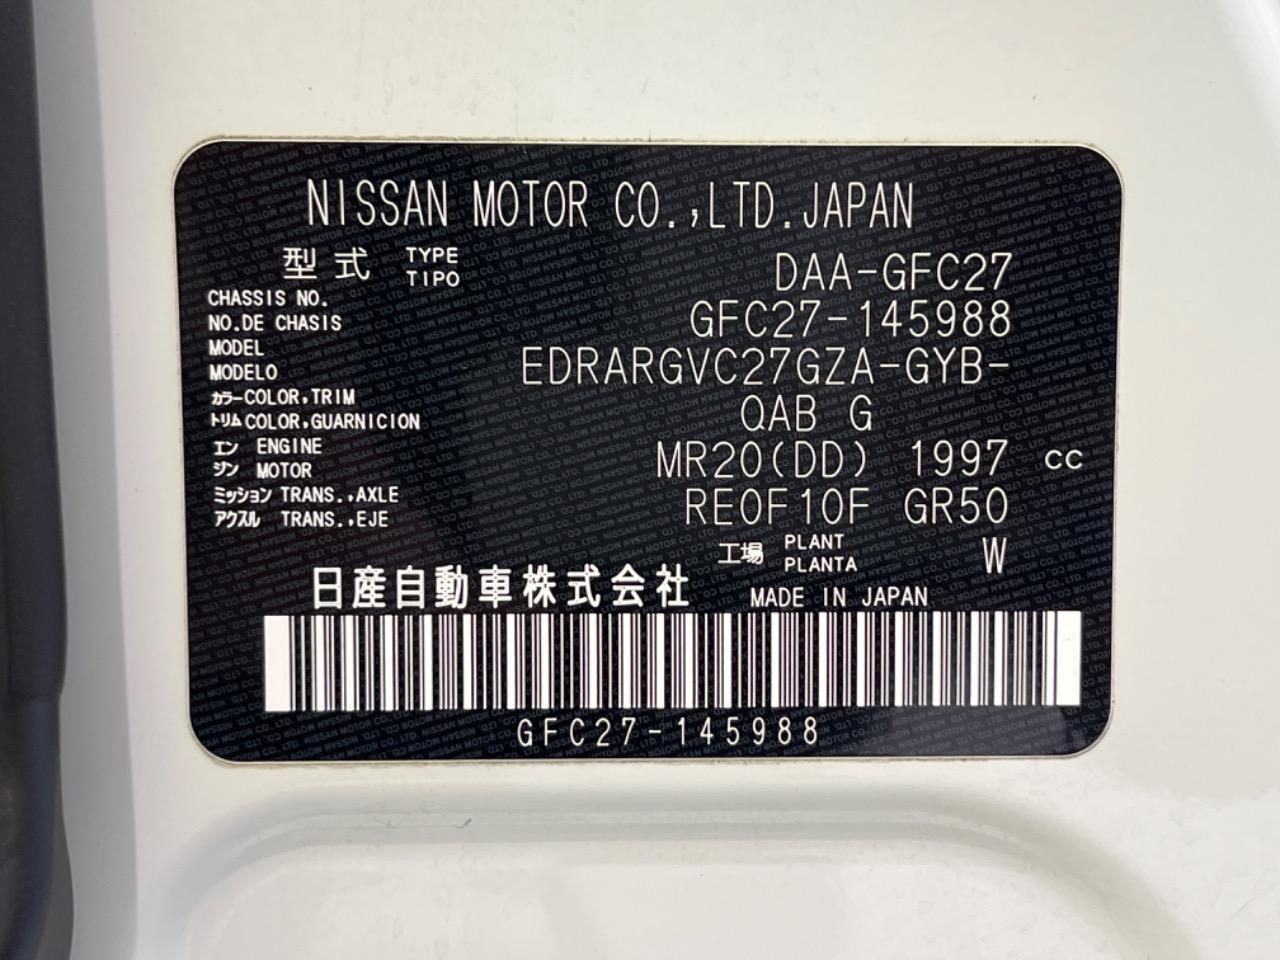 NISSAN MOTOR CO.,LTD.JAPAN
型式 TYPE TIPO DAA-GFC27
CHASSIS NO.
NO.DE CHASIS GFC27-145988
MODEL
MODELO EDRARGVC27GZA-GYB-
カラー COLOR,TRIM
トリム COLOR,GUARNICION QAB G
エン ENGINE
ジン MOTOR MR20(DD) 1997 cc
ミッション TRANS.,AXLE
アクスル TRANS.,EJE RE0F10F GR50
工場 PLANT PLANTA W
日産自動車株式会社 MADE IN JAPAN
GFC27-145988